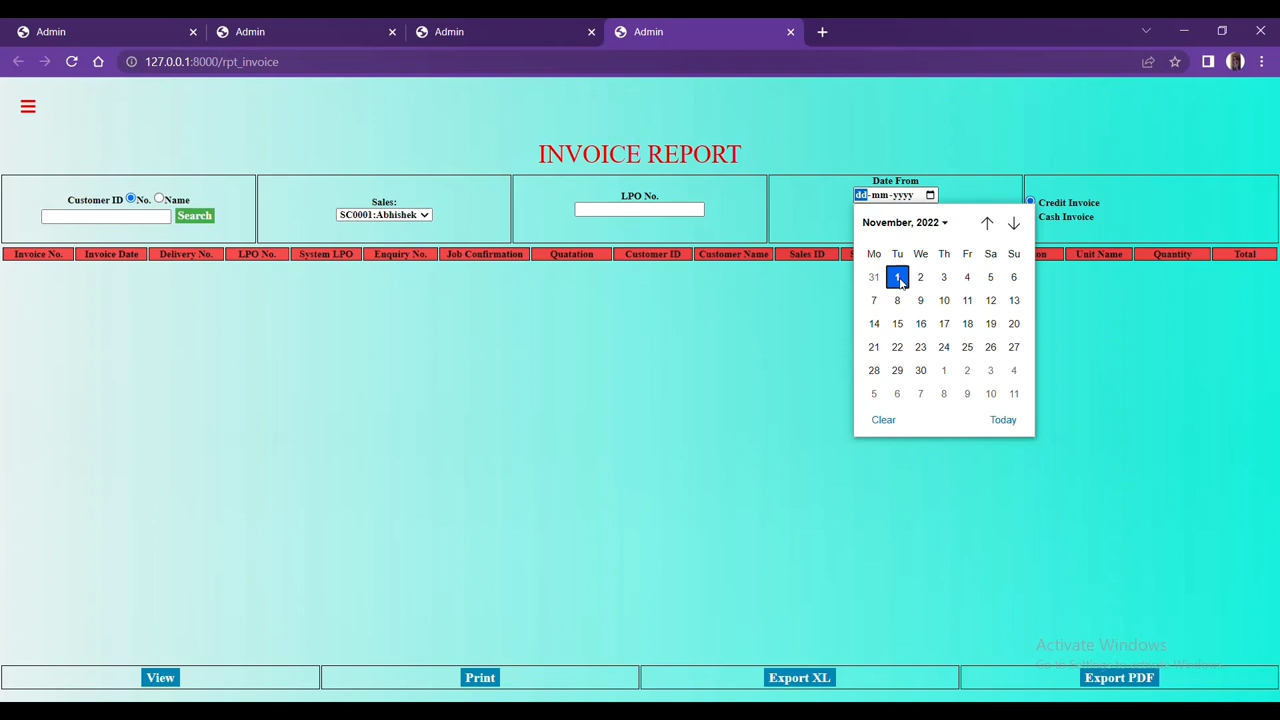 Admin Admin Admin Admin
127.0.0.1:8000/rpt_invoice
INVOICE REPORT
Customer ID No. Name
Search
Sales:
SC0001:Abhishek
LPO No.
Date From
dd-mm-yyyy
Credit Invoice
Cash Invoice
Invoice No. Invoice Date Delivery No. LPO No. System LPO Enquiry No. Job Confirmation Quatation Customer ID Customer Name Sales ID Unit Name Quantity Total
November, 2022
Mo Tu We Th Fr Sa Su
31 1 2 3 4 5 6
7 8 9 10 11 12 13
14 15 16 17 18 19 20
21 22 23 24 25 26 27
28 29 30 1 2 3 4
5 6 7 8 9 10 11
Clear Today
Activate Windows
Go to Settings to activate Windows.
View Print Export XL Export PDF